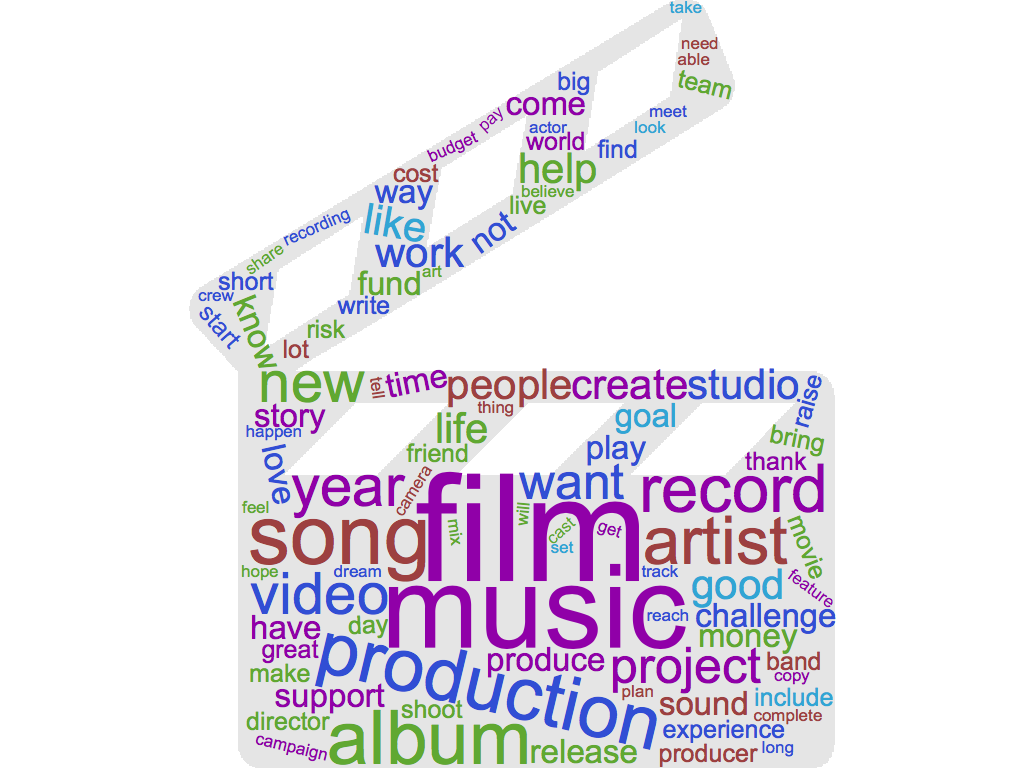 take
need
able
team
big
come
meet
pay
actor
look
budget
world
find
cost
help
way
believe
live
like
not
recording
work
share
art
short
fund
crew
know
write
start
risk
lot
new
tell
time
people
create
studio
raise
story
thing
goal
happen
life
bring
friend
play
thank
love
year
camera
film
want
record
feel
song
mix
will
cast
get
set
artist
movie
hope
dream
track
good
feature
video
music
reach
challenge
have
day
money
great
production
produce
project
band
make
copy
support
plan
sound
include
director
shoot
complete
campaign
album
release
experience
producer
long